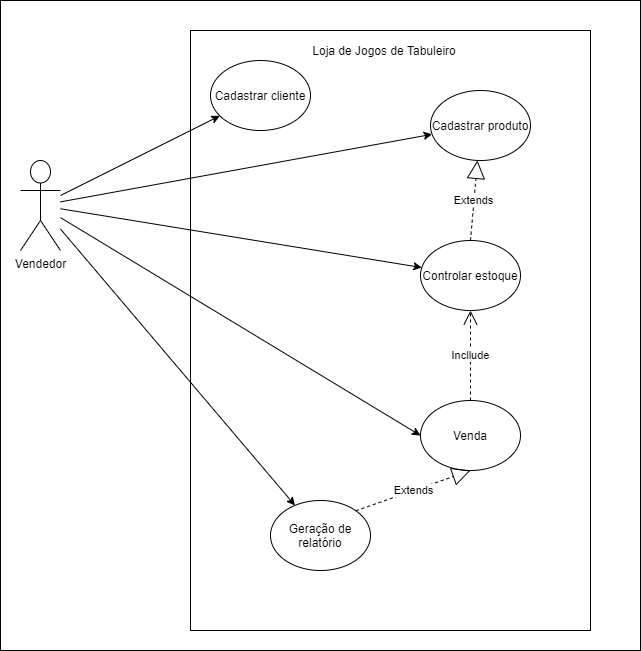 Loja de Jogos de Tabuleiro
Cadastrar cliente
Cadastrar produto
Extends
Vendedor
Controlar estoque
Include
Venda
Extends
Geração de
relatório